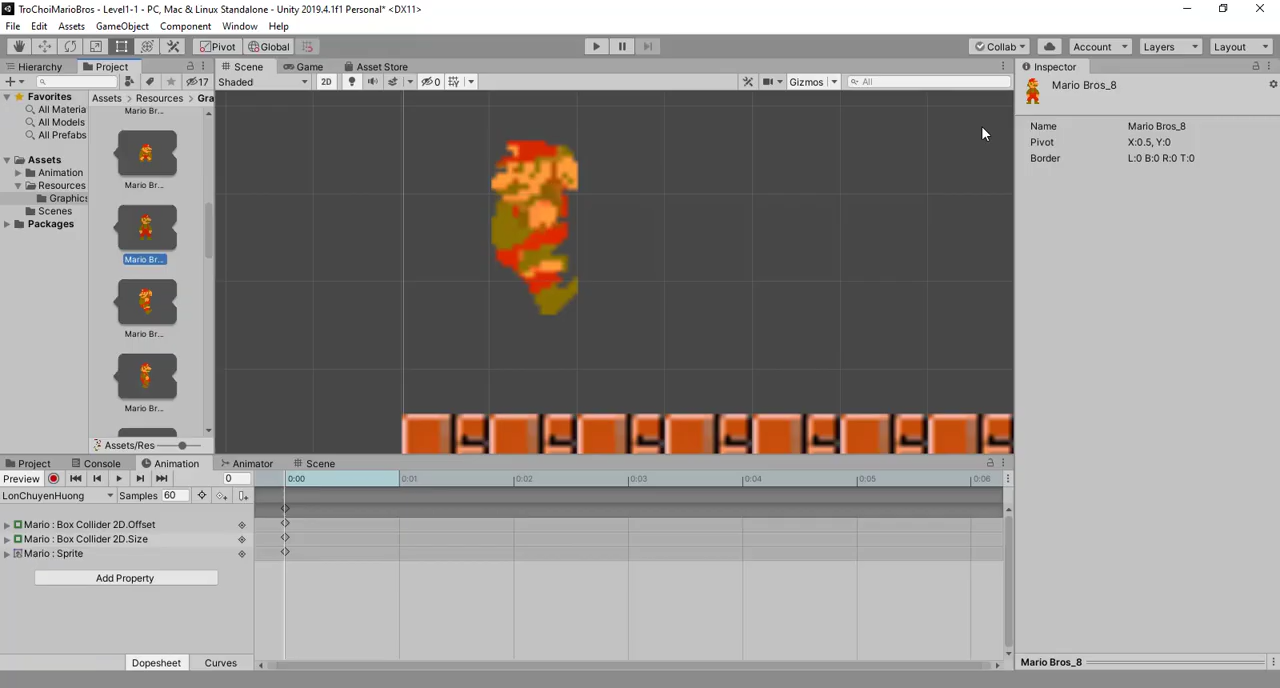 TroChoiMarioBros - Level1-1 - PC, Mac & Linux Standalone - Unity 2019.4.1f1 Personal* <DX11>
File Edit Assets GameObject Component Window Help
Pivot Global Collab Account Layers Layout
Hierarchy Project Scene Game Asset Store Inspector
17 Shaded 2D 0 Gizmos All
Favorites
All Materia
All Models
All Prefabs
Assets
Animation
Resources
Graphics
Scenes
Packages
Assets Resources Gra
Mario Br...
Mario Br...
Mario Br...
Mario Br...
Mario Br...
Assets/Res
Mario Bros_8
Name Mario Bros_8
Pivot X:0.5, Y:0
Border L:0 B:0 R:0 T:0
Project Console Animation Animator Scene
Preview 0 0:00 0:01 0:02 0:03 0:04 0:05 0:06
LonChuyenHuong Samples 60
Mario : Box Collider 2D.Offset
Mario : Box Collider 2D.Size
Mario : Sprite
Add Property
Dopesheet Curves
Mario Bros_8